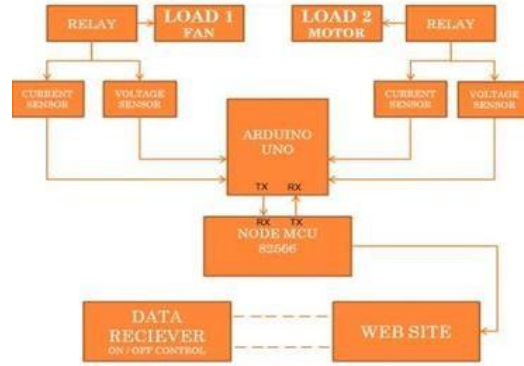 RELAY
LOAD 1
FAN
LOAD 2
MOTOR
RELAY
CURRENT
SENSOR
VOLTAGE
SENSOR
CURRENT
SENSOR
VOLTAGE
SENSOR
ARDUINO
UNO
TX RX
RX TX
NODE MCU
82566
DATA
RECIEVER
ON / OFF CONTROL
WEB SITE